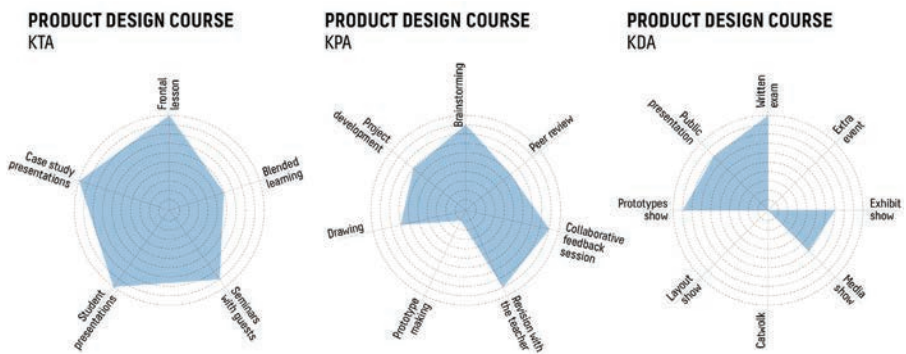 PRODUCT DESIGN COURSE
KTA
Frontal
lesson
Blended
learning
Seminars
with guests
Student
presentations
Case study
presentations
PRODUCT DESIGN COURSE
KPA
Brainstorming
Peer review
Collaborative
feedback
session
Revision with
the teacher
Prototype
making
Drawing
Project
development
PRODUCT DESIGN COURSE
KDA
Written
exam
Extra
event
Exhibit
show
Media
show
Catwolk
Layout
show
Prototypes
show
Public
presentation